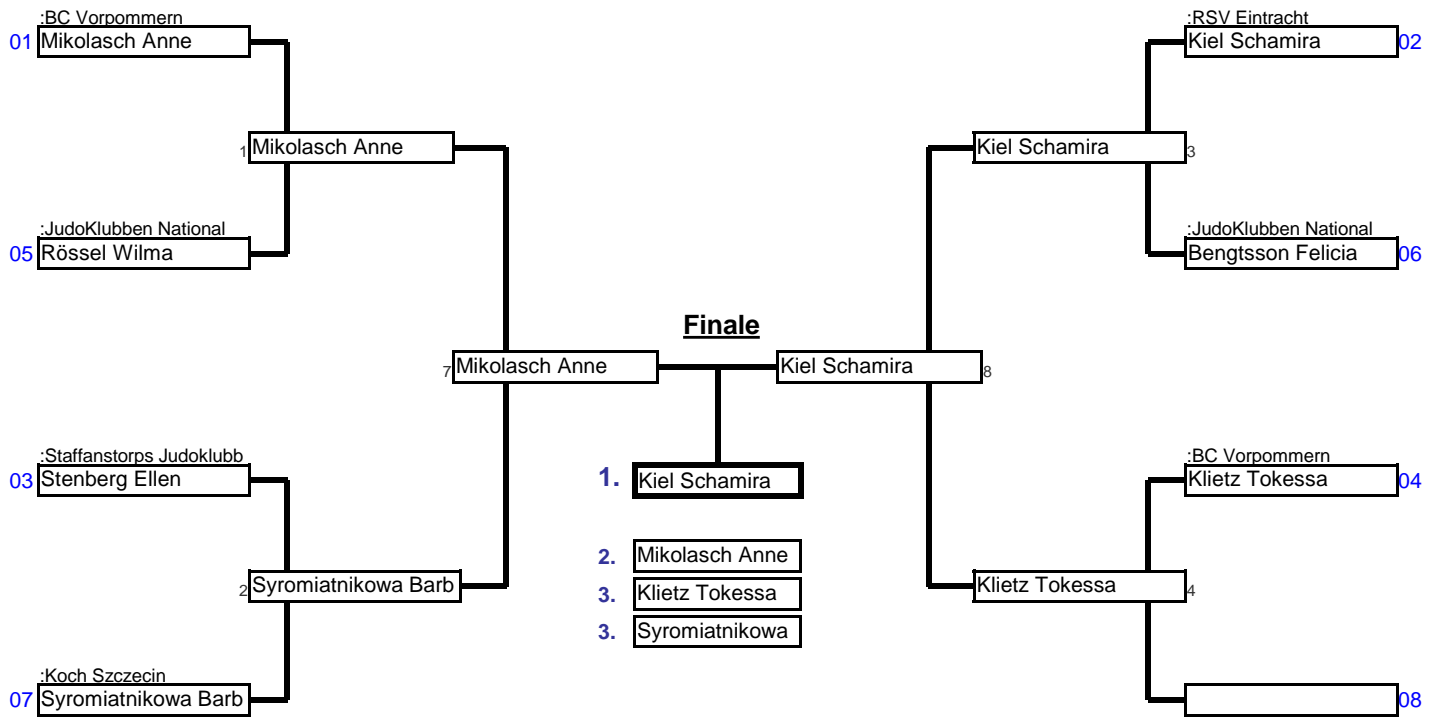 :BC Vorpommern
01 Mikolasch Anne
:RSV Eintracht
Kiel Schamira 02
1 Mikolasch Anne
Kiel Schamira 3
:JudoKlubben National
05 Rössel Wilma
:JudoKlubben National
Bengtsson Felicia 06
Finale
7 Mikolasch Anne
Kiel Schamira 8
:Staffanstorps Judoklubb
03 Stenberg Ellen
1. Kiel Schamira
:BC Vorpommern
Klietz Tokessa 04
2. Mikolasch Anne
3. Klietz Tokessa
3. Syromiatnikowa
2 Syromiatnikowa Barb
Klietz Tokessa 4
:Koch Szczecin
07 Syromiatnikowa Barb
08